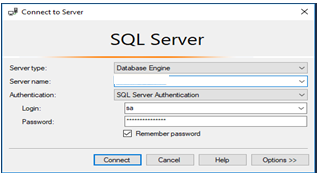 Connect to Server
SQL Server
Server type: Database Engine
Server name:
Authentication: SQL Server Authentication
Login: sa
Password: ***************
Remember password
Connect Cancel Help Options >>